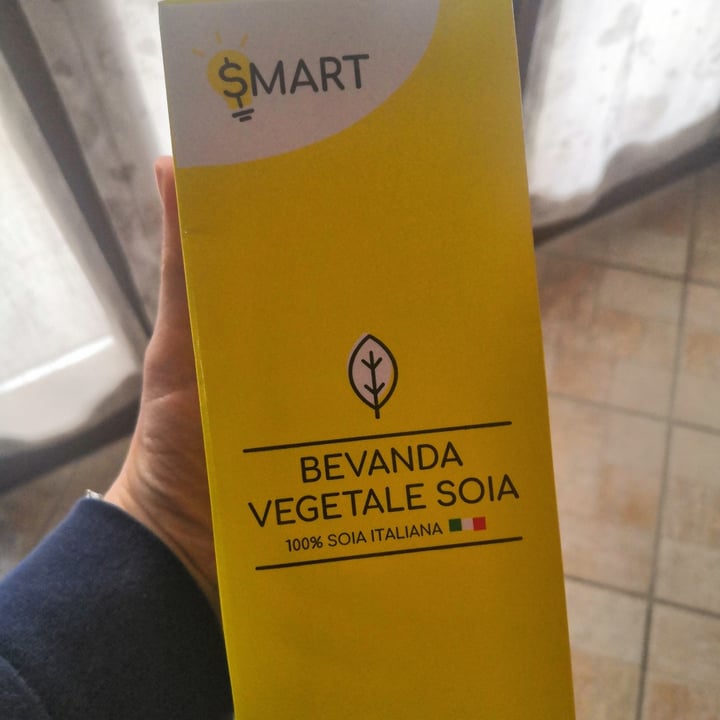 $MART
BEVANDA
VEGETALE SOIA
100% SOIA ITALIANA